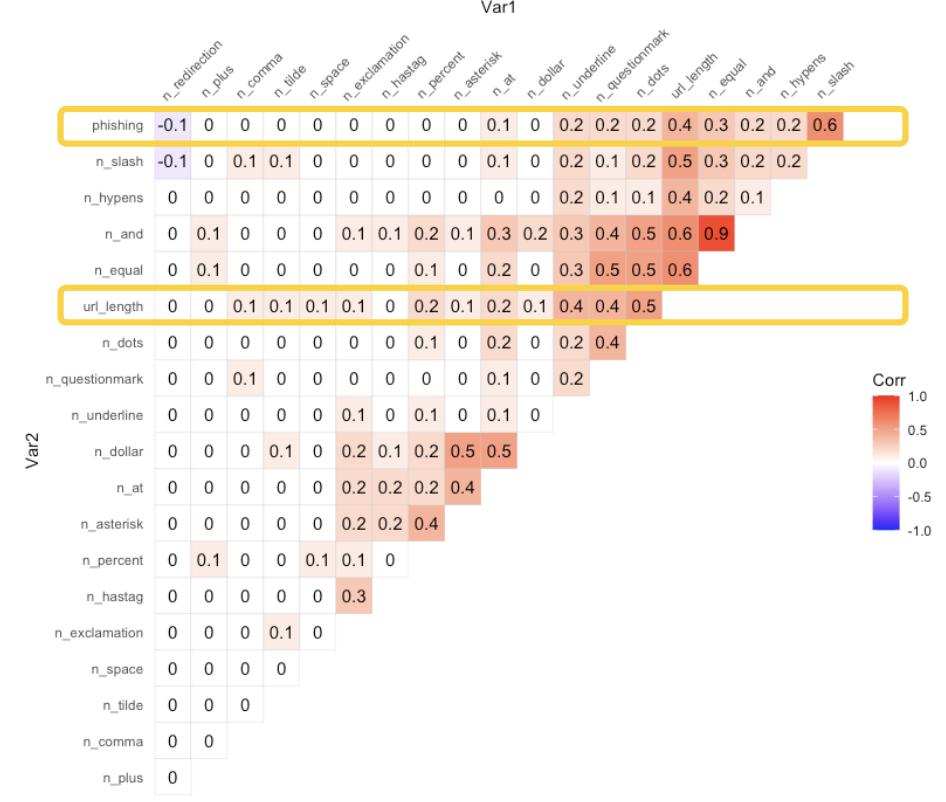 Var1
n_redirection n_plus n_comma n_tilde n_space n_exclamation n_hastag n_percent n_asterisk n_at n_dollar n_underline n_questionmark n_dots url_length n_equal n_and n_hypens n_slash
phishing -0.1 0 0 0 0 0 0 0 0 0.1 0 0.2 0.2 0.2 0.4 0.3 0.2 0.2 0.6
n_slash -0.1 0 0.1 0.1 0 0 0 0 0 0.1 0 0.2 0.1 0.2 0.5 0.3 0.2 0.2
n_hypens 0 0 0 0 0 0 0 0 0 0 0 0.2 0.1 0.1 0.4 0.2 0.1
n_and 0 0.1 0 0 0 0.1 0.1 0.2 0.1 0.3 0.2 0.3 0.4 0.5 0.6 0.9
n_equal 0 0.1 0 0 0 0 0 0.1 0 0.2 0 0.3 0.5 0.5 0.6
url_length 0 0 0.1 0.1 0.1 0.1 0 0.2 0.1 0.2 0.1 0.4 0.4 0.5
n_dots 0 0 0 0 0 0 0 0.1 0 0.2 0 0.2 0.4
n_questionmark 0 0 0.1 0 0 0 0 0 0 0.1 0 0.2
n_underline 0 0 0 0 0 0.1 0 0.1 0 0.1 0
n_dollar 0 0 0 0.1 0 0.2 0.1 0.2 0.5 0.5
n_at 0 0 0 0 0 0.2 0.2 0.2 0.4
n_asterisk 0 0 0 0 0 0.2 0.2 0.4
n_percent 0 0.1 0 0 0.1 0.1 0
n_hastag 0 0 0 0 0 0.3
n_exclamation 0 0 0 0.1 0
n_space 0 0 0 0
n_tilde 0 0 0
n_comma 0 0
n_plus 0
Var2
Corr
1.0
0.5
0.0
-0.5
-1.0